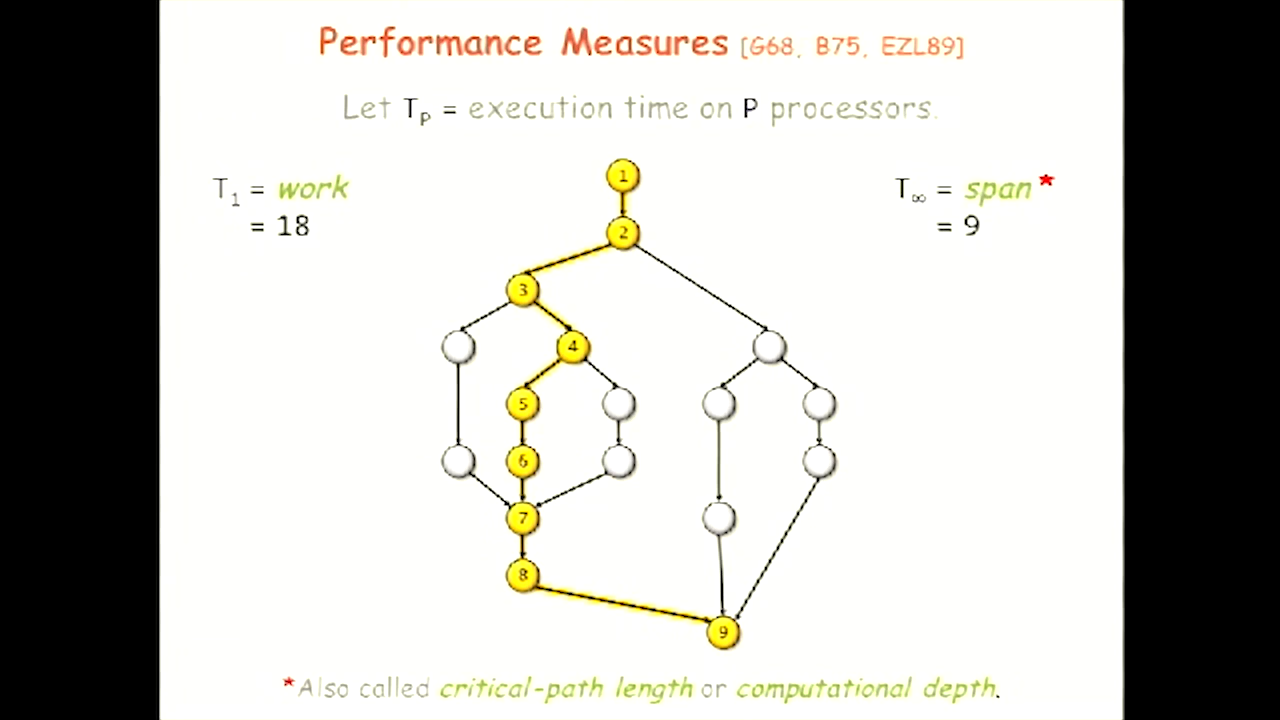 Performance Measures [G68, B75, EZL89]
Let T_P = execution time on P processors.
T_1 = work
= 18
T_∞ = span*
= 9
1
2
3
4
5
6
7
8
9
*Also called critical-path length or computational depth.